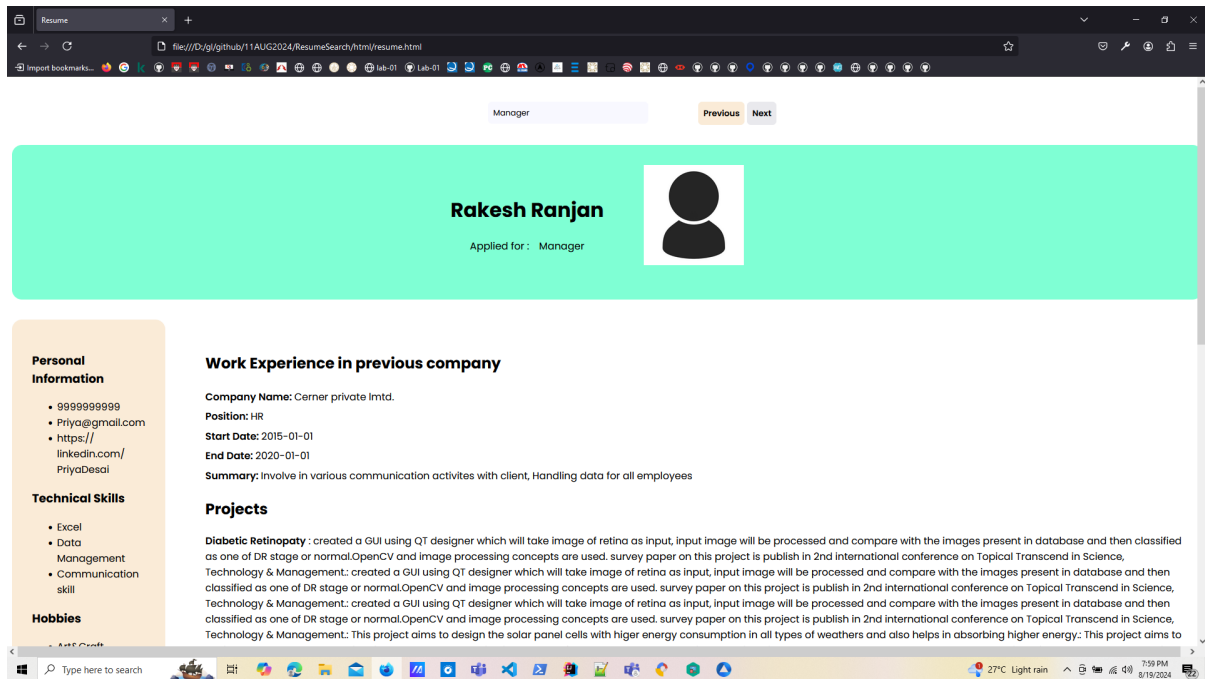 Resume
file:///D:/gl/github/11AUG2024/ResumeSearch/html/resume.html
Import bookmarks...
lab-01
Lab-01
Manager
Previous
Next
Rakesh Ranjan
Applied for : Manager
Personal
Information
9999999999
Priya@gmail.com
https://
linkedin.com/
PriyaDesai
Technical Skills
Excel
Data
Management
Communication
skill
Hobbies
Art& Craft
Work Experience in previous company
Company Name: Cerner private lmtd.
Position: HR
Start Date: 2015-01-01
End Date: 2020-01-01
Summary: Involve in various communication activites with client, Handling data for all employees
Projects
Diabetic Retinopaty : created a GUI using QT designer which will take image of retina as input, input image will be processed and compare with the images present in database and then classified
as one of DR stage or normal.OpenCV and image processing concepts are used. survey paper on this project is publish in 2nd international conference on Topical Transcend in Science,
Technology & Management.: created a GUI using QT designer which will take image of retina as input, input image will be processed and compare with the images present in database and then
classified as one of DR stage or normal.OpenCV and image processing concepts are used. survey paper on this project is publish in 2nd international conference on Topical Transcend in Science,
Technology & Management.: created a GUI using QT designer which will take image of retina as input, input image will be processed and compare with the images present in database and then
classified as one of DR stage or normal.OpenCV and image processing concepts are used. survey paper on this project is publish in 2nd international conference on Topical Transcend in Science,
Technology & Management.: This project aims to design the solar panel cells with higer energy consumption in all types of weathers and also helps in absorbing higher energy.: This project aims to
Type here to search
27°C Light rain
7:59 PM
8/19/2024